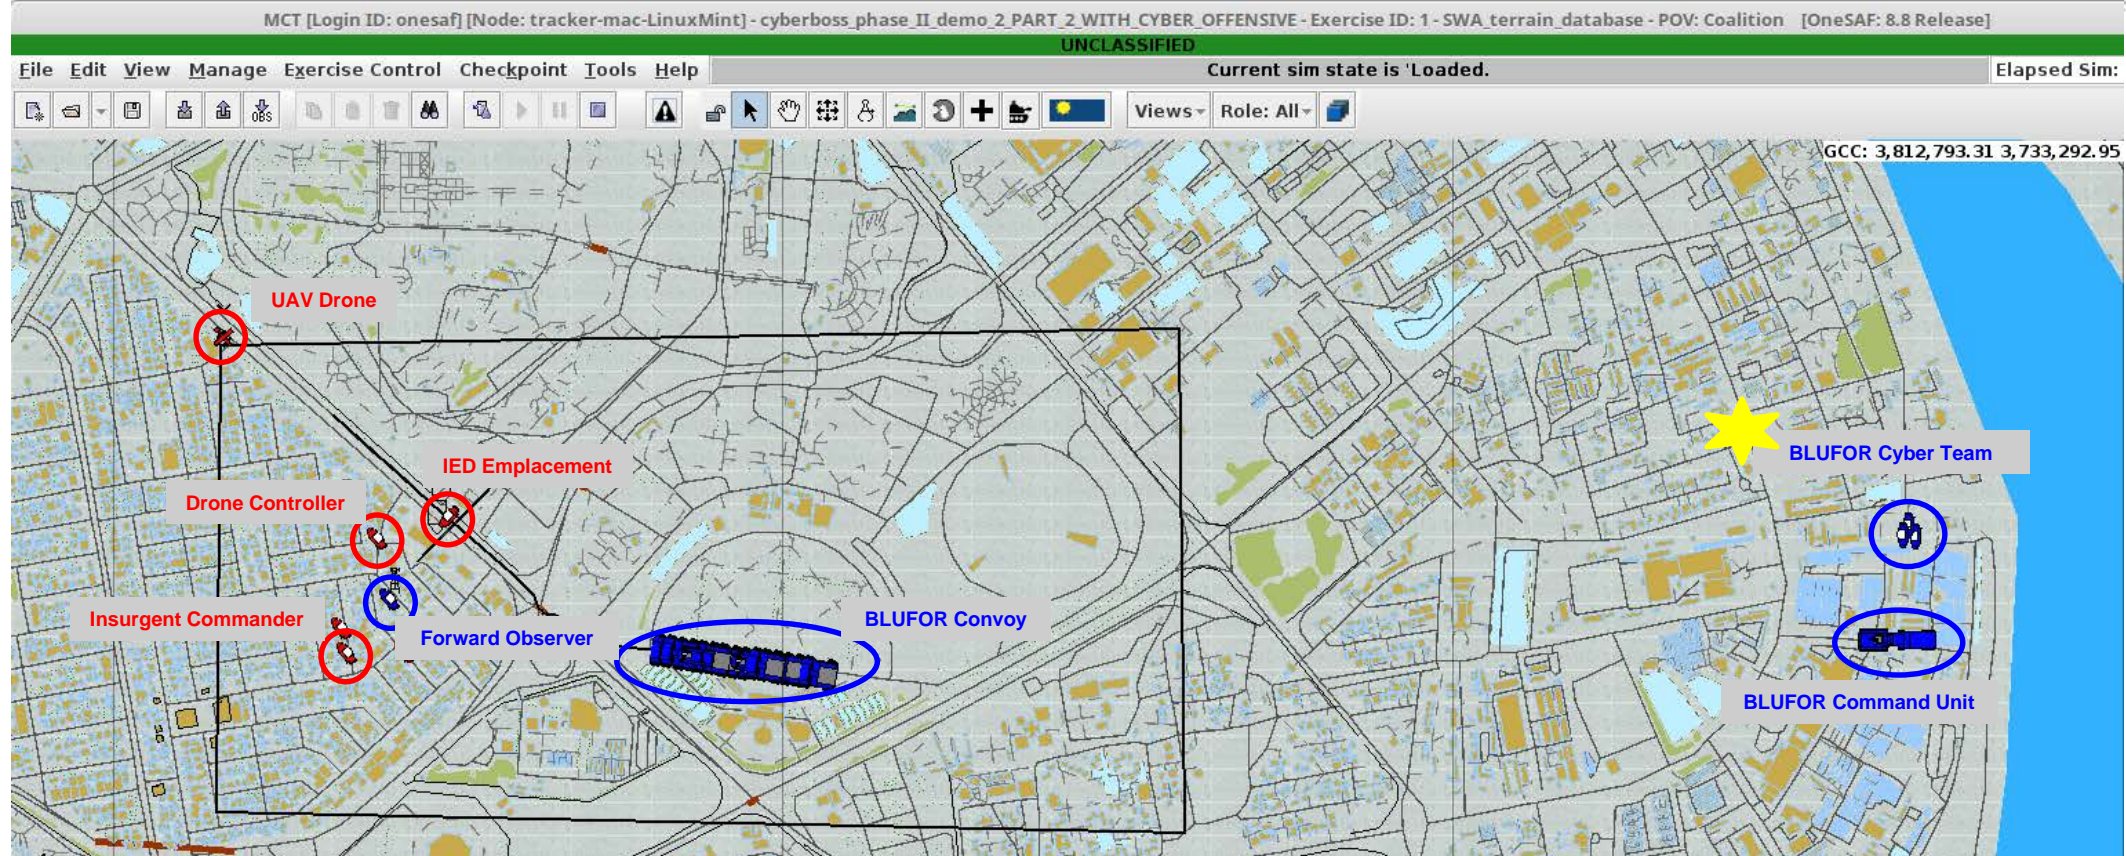 MCT [Login ID: onesaf] [Node: tracker-mac-LinuxMint] - cyberboss_phase_II_demo_2_PART_2_WITH_CYBER_OFFENSIVE - Exercise ID: 1 - SWA_terrain_database - POV: Coalition [OneSAF: 8.8 Release]
UNCLASSIFIED
File Edit View Manage Exercise Control Checkpoint Tools Help Current sim state is 'Loaded. Elapsed Sim:
OBS Views Role: All
GCC: 3,812,793.31 3,733,292.95
UAV Drone
IED Emplacement
BLUFOR Cyber Team
Drone Controller
Insurgent Commander
BLUFOR Convoy
Forward Observer
BLUFOR Command Unit